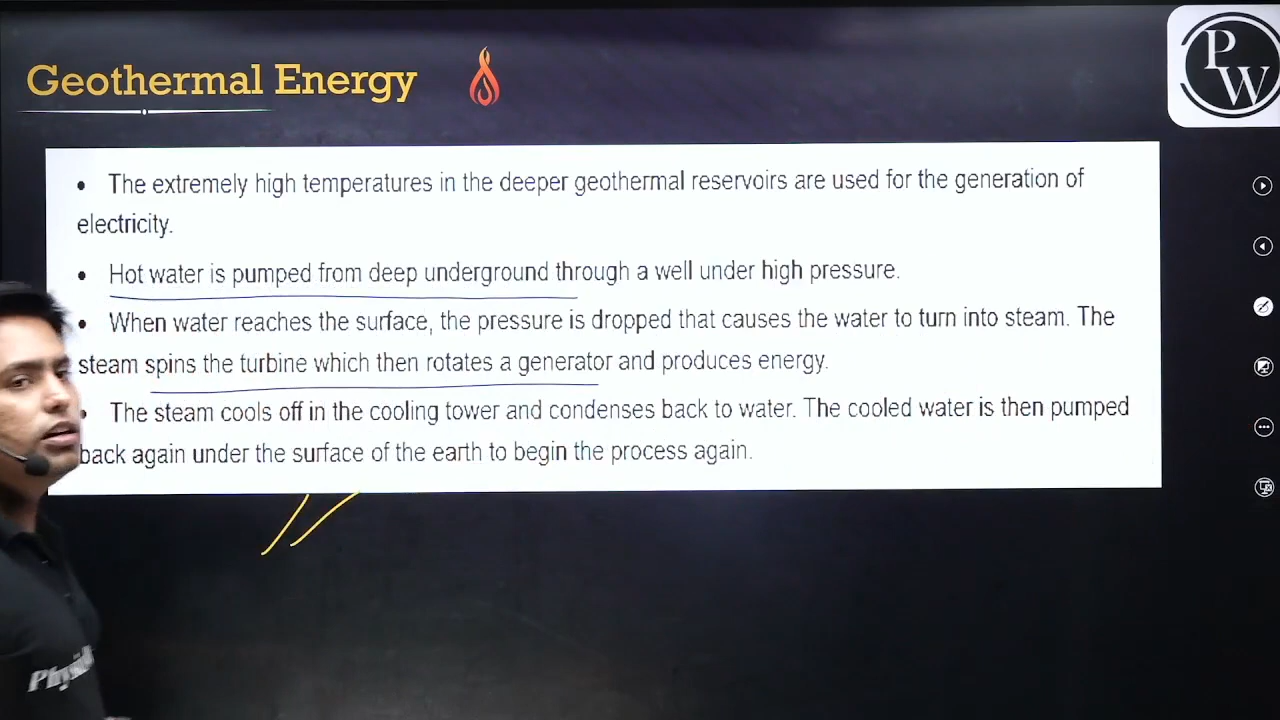 Geothermal Energy
PW
• The extremely high temperatures in the deeper geothermal reservoirs are used for the generation of
electricity.
• Hot water is pumped from deep underground through a well under high pressure.
• When water reaches the surface, the pressure is dropped that causes the water to turn into steam. The
steam spins the turbine which then rotates a generator and produces energy.
• The steam cools off in the cooling tower and condenses back to water. The cooled water is then pumped
back again under the surface of the earth to begin the process again.